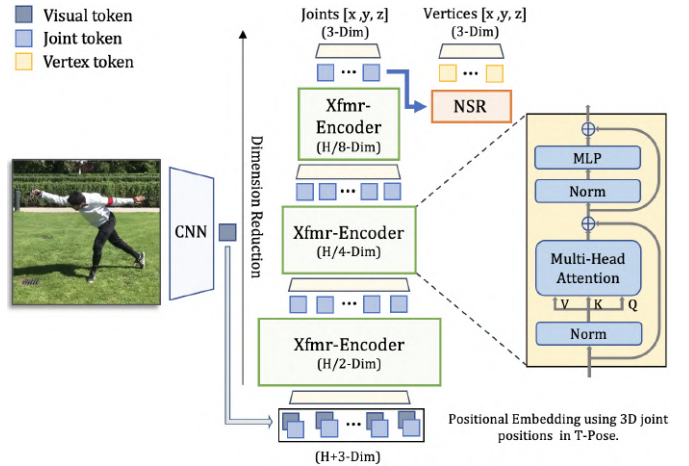 Visual token
Joint token
Vertex token
Joints [x ,y, z]
(3-Dim)
Vertices [x, y, z]
(3-Dim)
Xfmr-
Encoder
(H/8-Dim)
NSR
Dimension Reduction
CNN
Xfmr-Encoder
(H/4-Dim)
Xfmr-Encoder
(H/2-Dim)
(H+3-Dim)
MLP
Norm
Multi-Head
Attention
V K Q
Norm
Positional Embedding using 3D joint
positions in T-Pose.